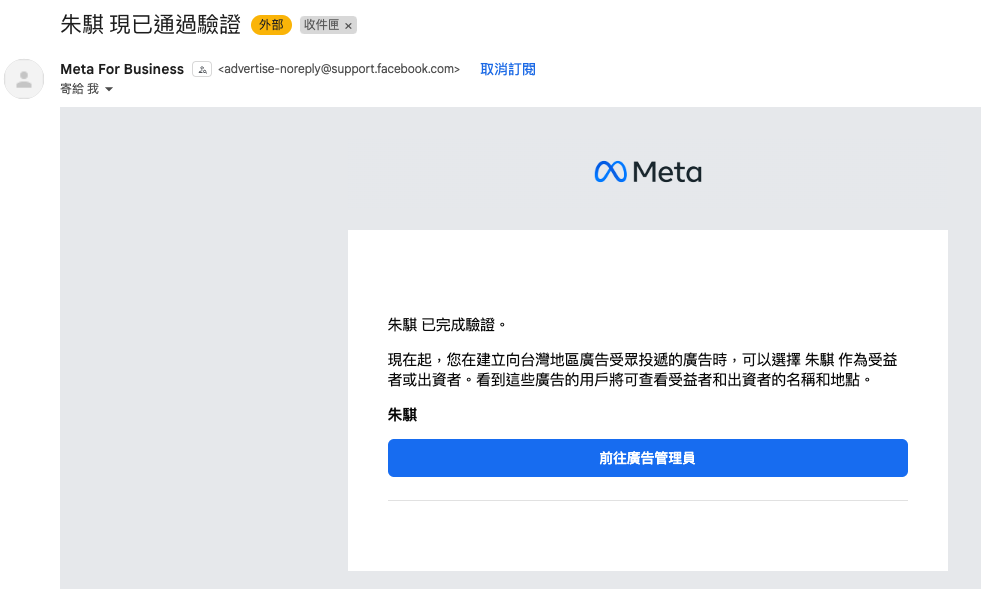 朱騏 現已通過驗證 外部 收件匣 ×
Meta For Business <advertise-noreply@support.facebook.com> 取消訂閱
寄給 我
Meta
朱騏 已完成驗證。
現在起，您在建立向台灣地區廣告受眾投遞的廣告時，可以選擇 朱騏 作為受益
者或出資者。看到這些廣告的用戶將可查看受益者和出資者的名稱和地點。
朱騏
前往廣告管理員